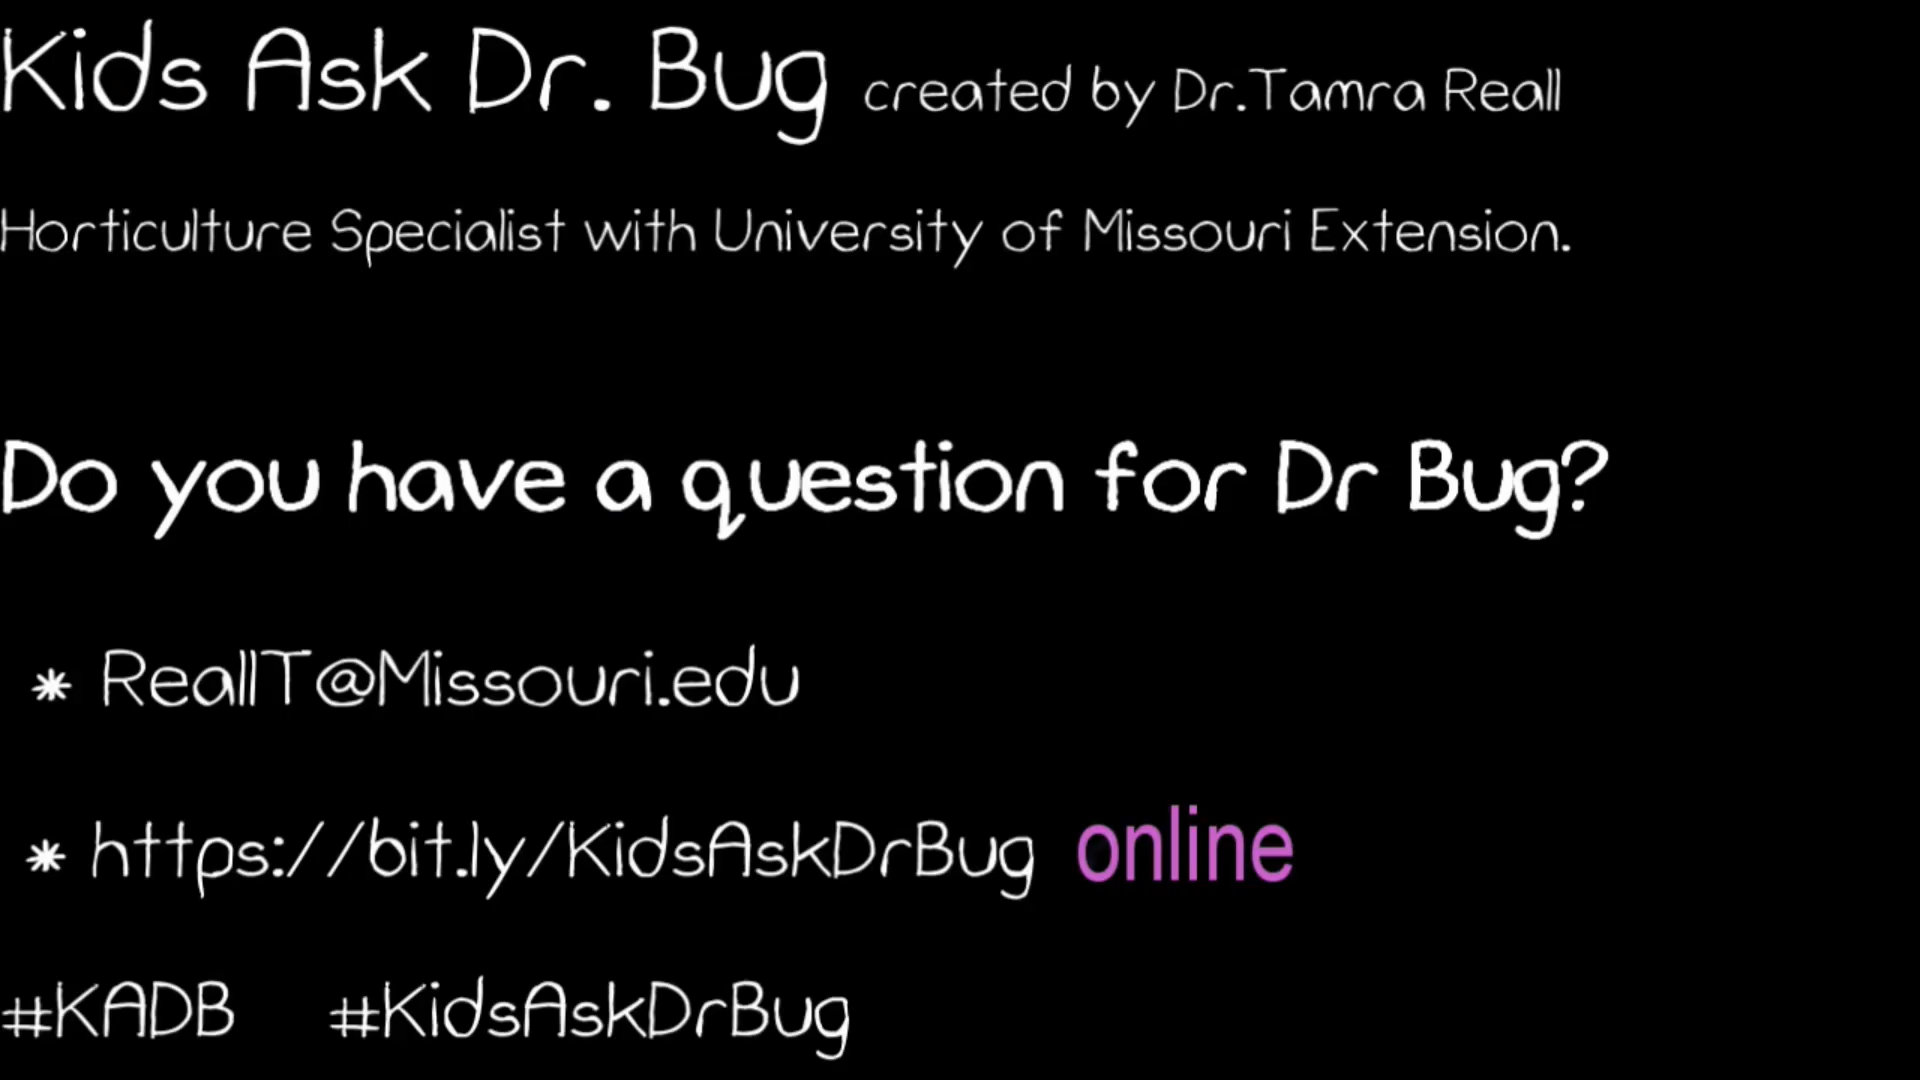 Kids Ask Dr. Bug created by Dr.Tamra Reall
Horticulture Specialist with University of Missouri Extension.
Do you have a question for Dr Bug?
* ReallT@Missouri.edu
* https://bit.ly/KidsAskDrBug online
#KADB #KidsAskDrBug